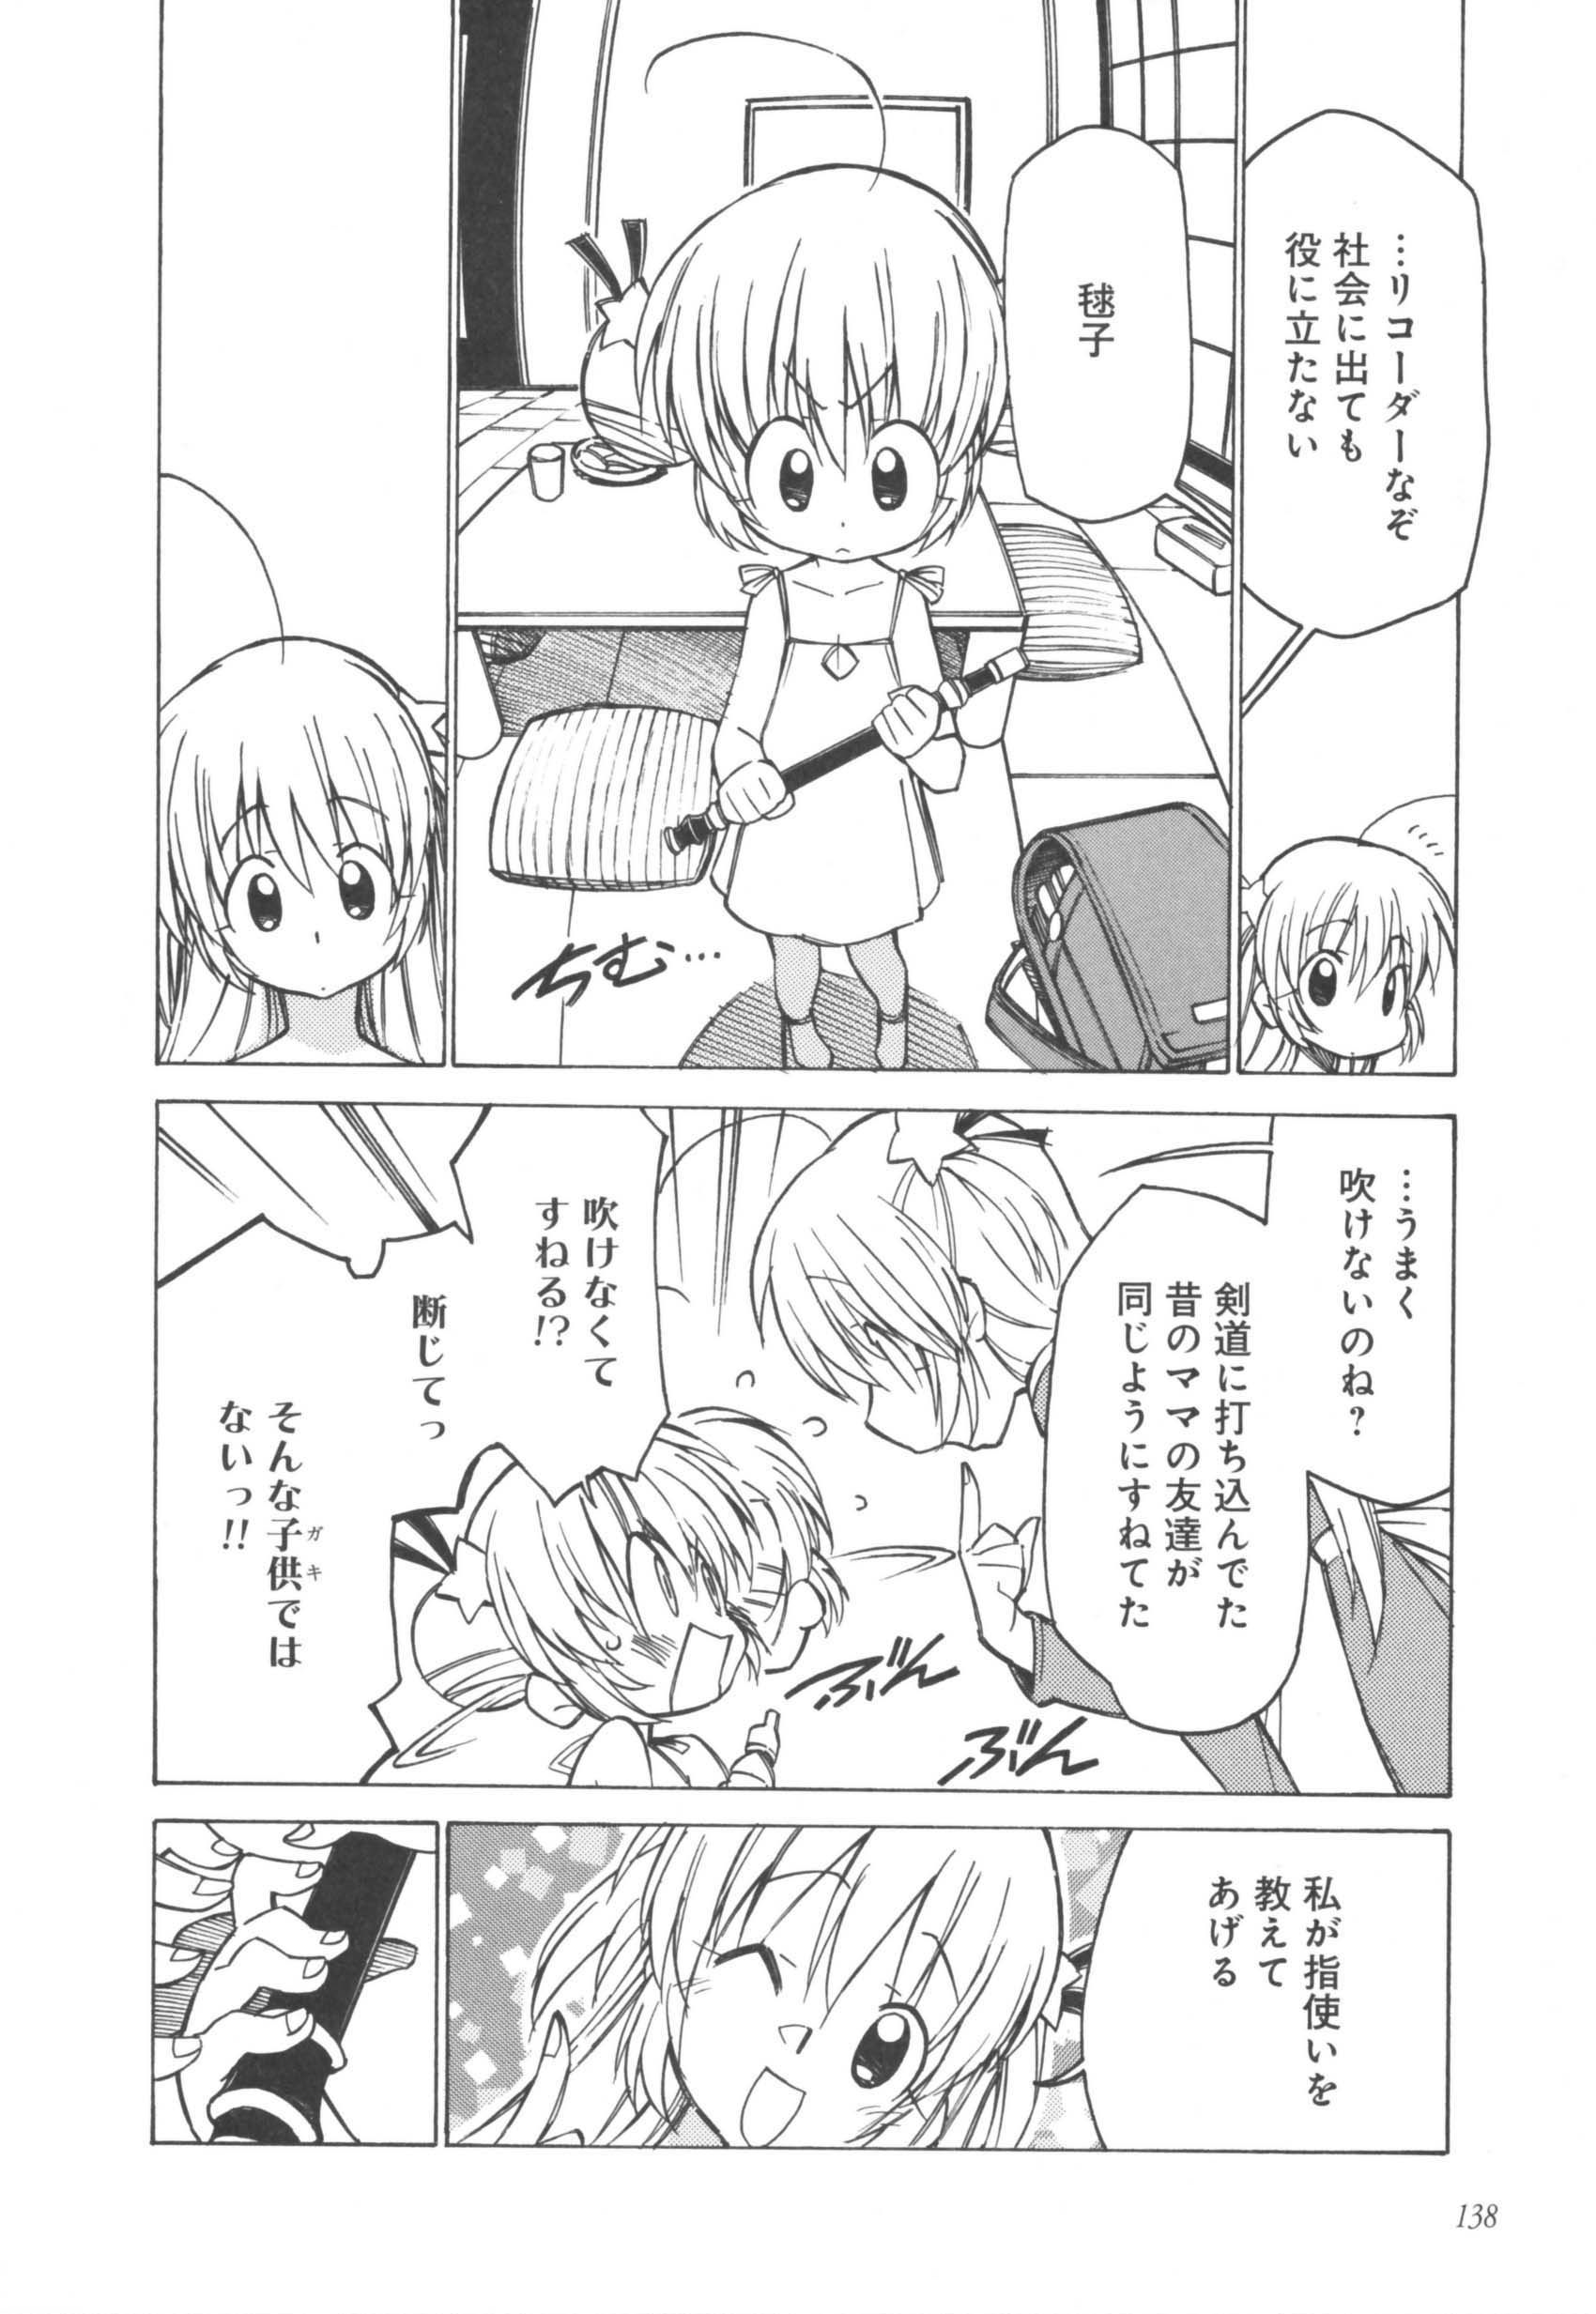 …リコーダーなぞ
社会に出ても
役に立たない
毬子
ちむ…
…うまく
吹けないのね?
剣道に打ち込んでた
昔のママの友達が
同じようにすねてた
吹けなくて
すねる!?
断じてっ
そんな子供では
ガキ
ないっ!!
ぶん
ぶん
私が指使いを
教えて
あげる
138